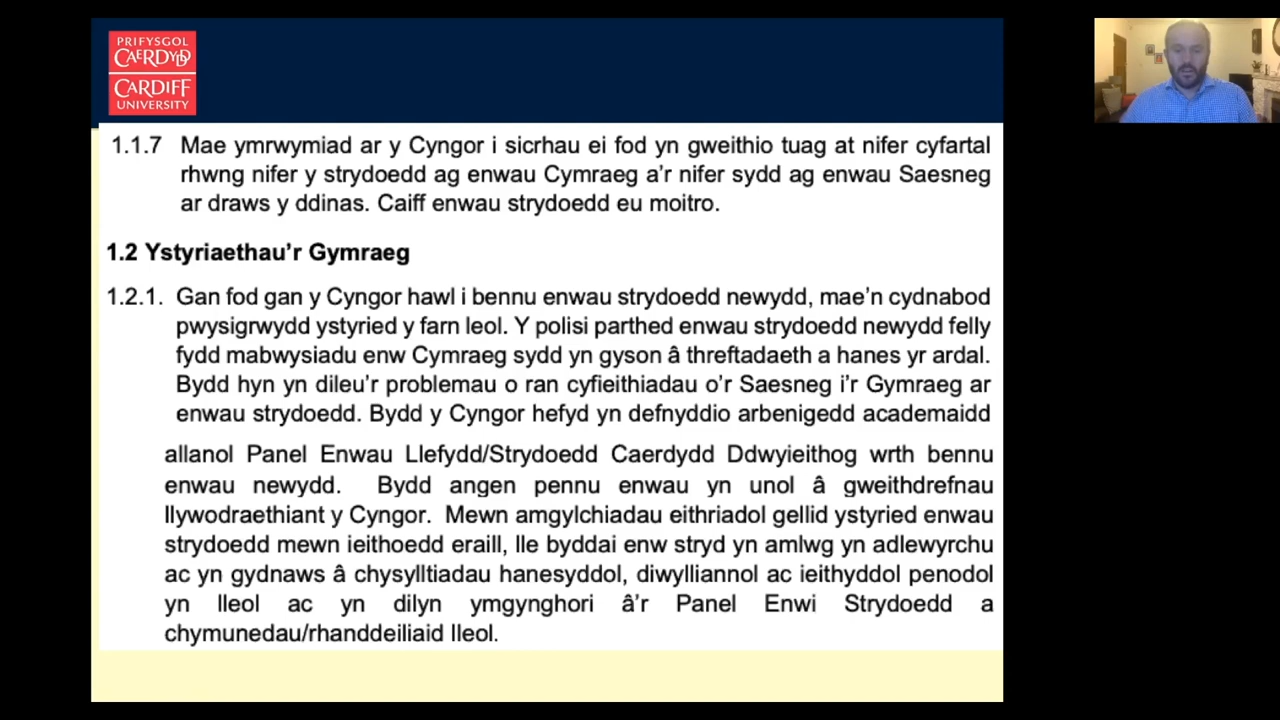 PRIFYSGOL
CAERDYDD
CARDIFF
UNIVERSITY
1.1.7 Mae ymrwymiad ar y Cyngor i sicrhau ei fod yn gweithio tuag at nifer cyfartal
rhwng nifer y strydoedd ag enwau Cymraeg a'r nifer sydd ag enwau Saesneg
ar draws y ddinas. Caiff enwau strydoedd eu moitro.
1.2 Ystyriaethau'r Gymraeg
1.2.1. Gan fod gan y Cyngor hawl i bennu enwau strydoedd newydd, mae'n cydnabod
pwysigrwydd ystyried y farn leol. Y polisi parthed enwau strydoedd newydd felly
fydd mabwysiadu enw Cymraeg sydd yn gyson â threftadaeth a hanes yr ardal.
Bydd hyn yn dileu'r problemau o ran cyfieithiadau o'r Saesneg i'r Gymraeg ar
enwau strydoedd. Bydd y Cyngor hefyd yn defnyddio arbenigedd academaidd
allanol Panel Enwau Llefydd/Strydoedd Caerdydd Ddwyieithog wrth bennu
enwau newydd. Bydd angen pennu enwau yn unol â gweithdrefnau
llywodraethiant y Cyngor. Mewn amgylchiadau eithriadol gellid ystyried enwau
strydoedd mewn ieithoedd eraill, lle byddai enw stryd yn amlwg yn adlewyrchu
ac yn gydnaws â chysylltiadau hanesyddol, diwylliannol ac ieithyddol penodol
yn lleol ac yn dilyn ymgynghori â'r Panel Enwi Strydoedd a
chymunedau/rhanddeiliaid lleol.